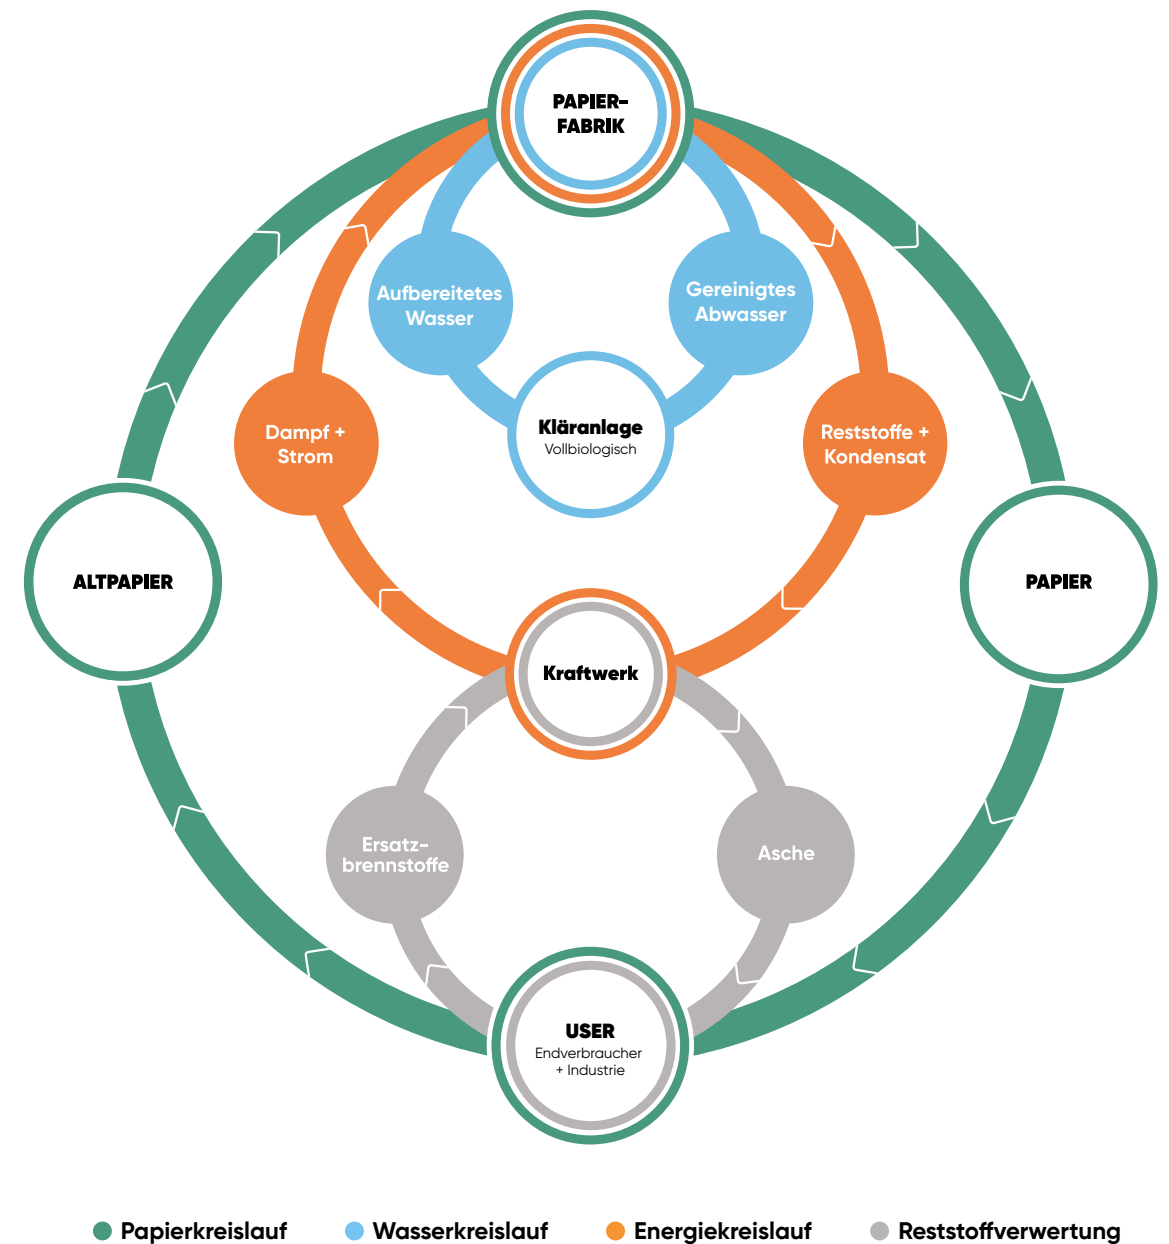 PAPIER-
FABRIK
Aufbereitetes
Wasser
Gereinigtes
Abwasser
Kläranlage
Vollbiologisch
Dampf +
Strom
Reststoffe +
Kondensat
ALTPAPIER
PAPIER
Kraftwerk
Ersatz-
brennstoffe
Asche
USER
Endverbraucher
+ Industrie
Papierkreislauf
Wasserkreislauf
Energiekreislauf
Reststoffverwertung